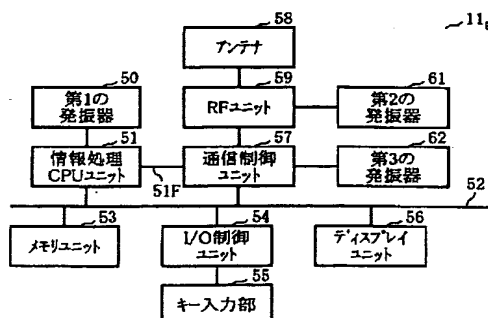 58
アンテナ
11
50
59
61
第1の
発振器
RFユニット
第2の
発振器
51
57
62
情報処理
CPUユニット
通信制御
ユニット
第3の
発振器
51F
52
53
54
56
メモリユニット
I/O制御
ユニット
ディスプレイ
ユニット
55
キー入力部